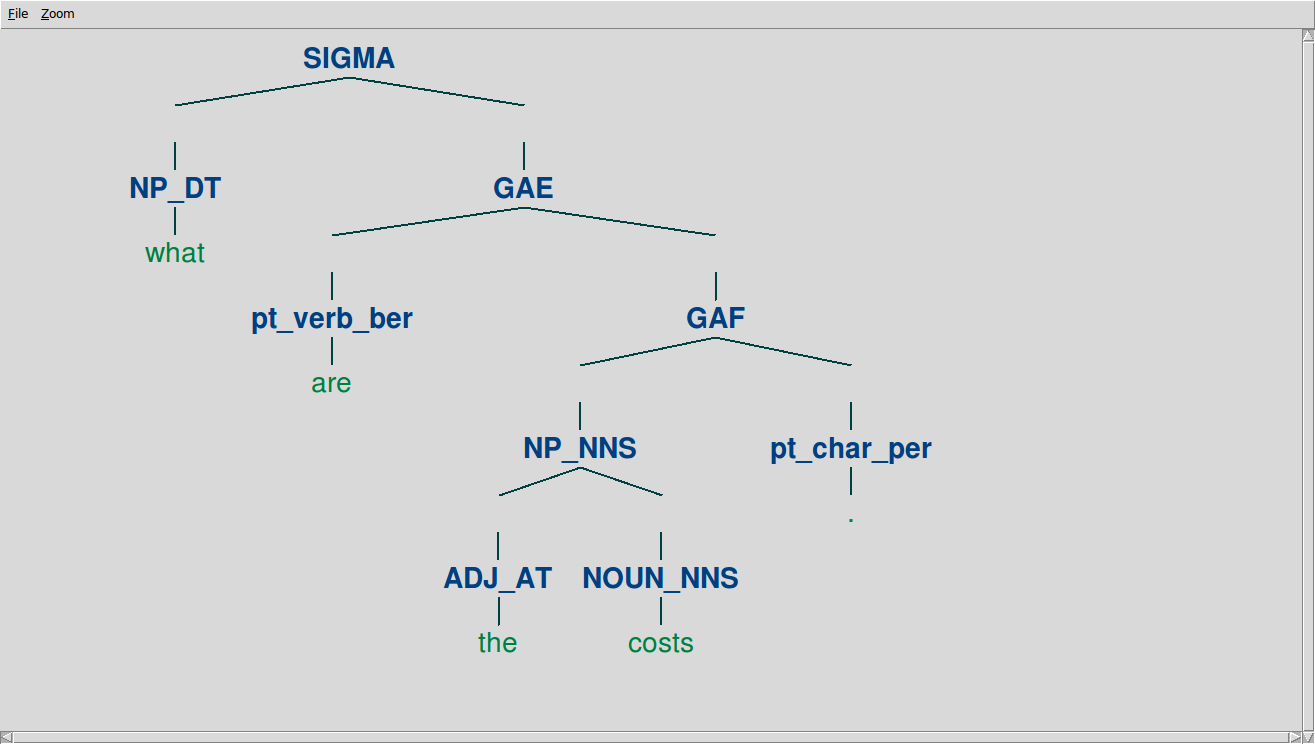 File Zoom
SIGMA
NP_DT GAE
what
pt_verb_ber GAF
are
NP_NNS pt_char_per
.
ADJ_AT NOUN_NNS
the costs